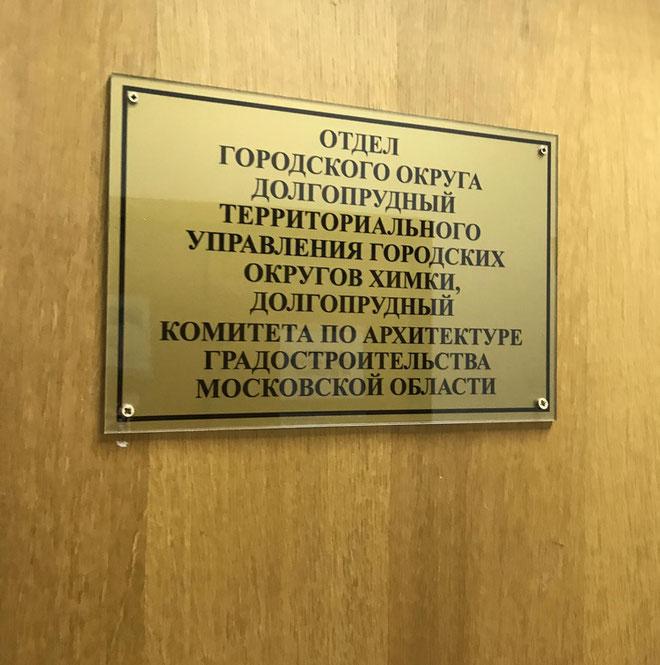 ОТДЕЛ
ГОРОДСКОГО ОКРУГА
ДОЛГОПРУДНЫЙ
ТЕРРИТОРИАЛЬНОГО
УПРАВЛЕНИЯ ГОРОДСКИХ
ОКРУГОВ ХИМКИ,
ДОЛГОПРУДНЫЙ
КОМИТЕТА ПО АРХИТЕКТУРЕ
ГРАДОСТРОИТЕЛЬСТВА
МОСКОВСКОЙ ОБЛАСТИ